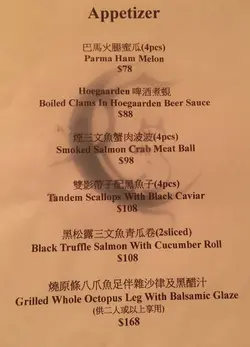 Appetizer
巴馬火腿蜜瓜(4pcs)
Parma Ham Melon
$78
Hoegaarden 啤酒煮蜆
Boiled Clams In Hoegaarden Beer Sauce
$88
煙三文魚蟹肉波波(4pcs)
Smoked Salmon Crab Meat Ball
$98
雙影帶子配黑魚子(4pcs)
Tandem Scallops With Black Caviar
$108
黑松露三文魚青瓜卷(2sliced)
Black Truffle Salmon With Cucumber Roll
$108
燒原條八爪魚足伴雜沙律及黑醋汁
Grilled Whole Octopus Leg With Balsamic Glaze
(供二人或以上享用)
$168